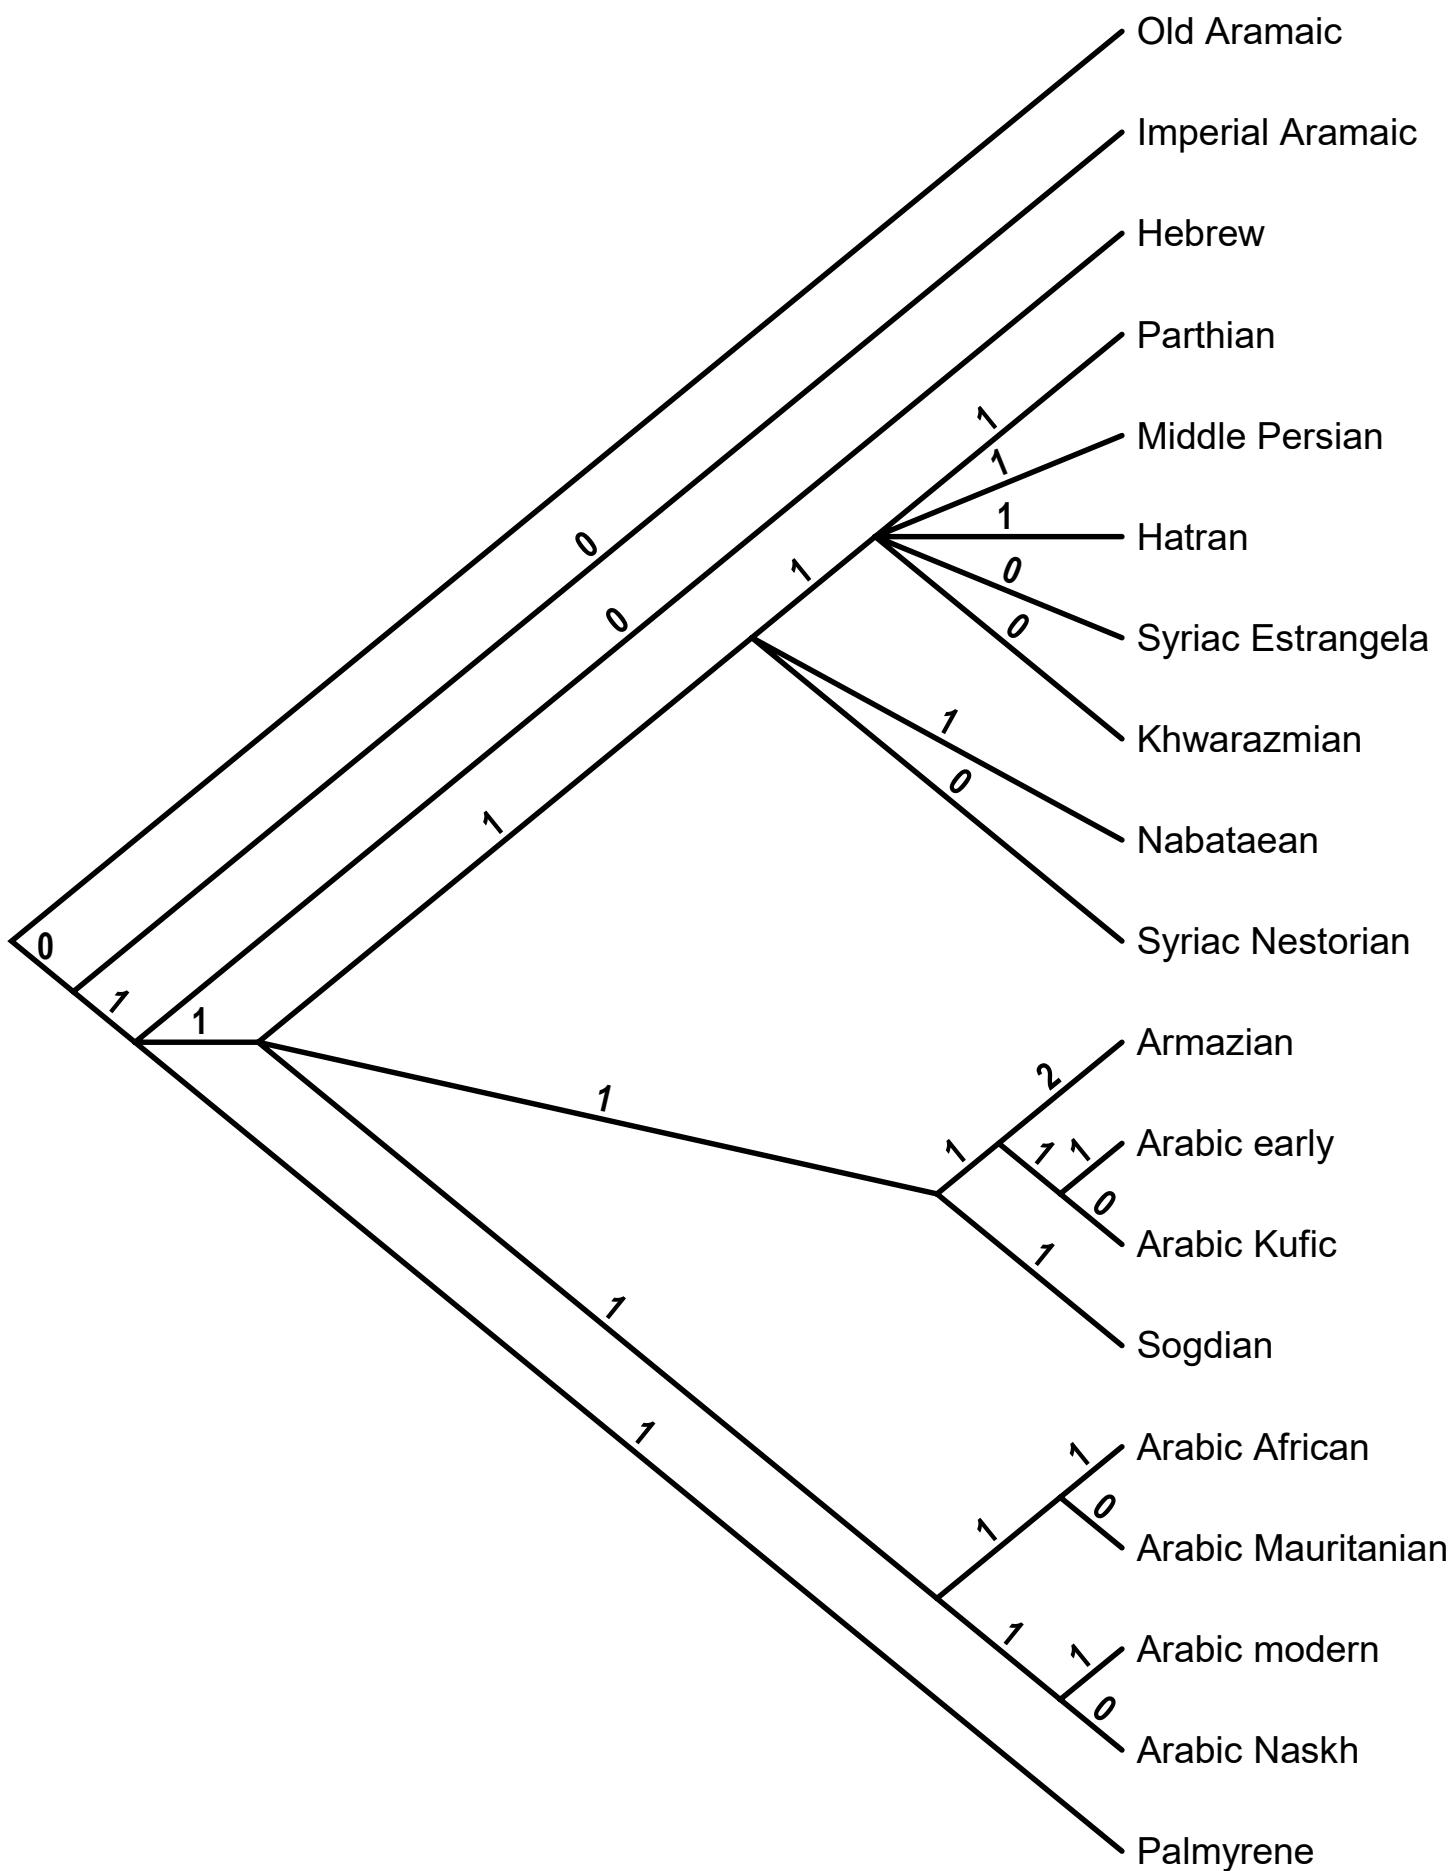 Old Aramaic
Imperial Aramaic
Hebrew
Parthian
1
Middle Persian
1
1
Hatran
0
1
0
0
Syriac Estrangela
0
Khwarazmian
1
0
1
Nabataean
0
Syriac Nestorian
1
1
Armazian
2
1
Arabic early
1
1
1
0
Arabic Kufic
1
Sogdian
1
1
Arabic African
1
0
Arabic Mauritanian
1
1
Arabic modern
1
0
Arabic Naskh
Palmyrene